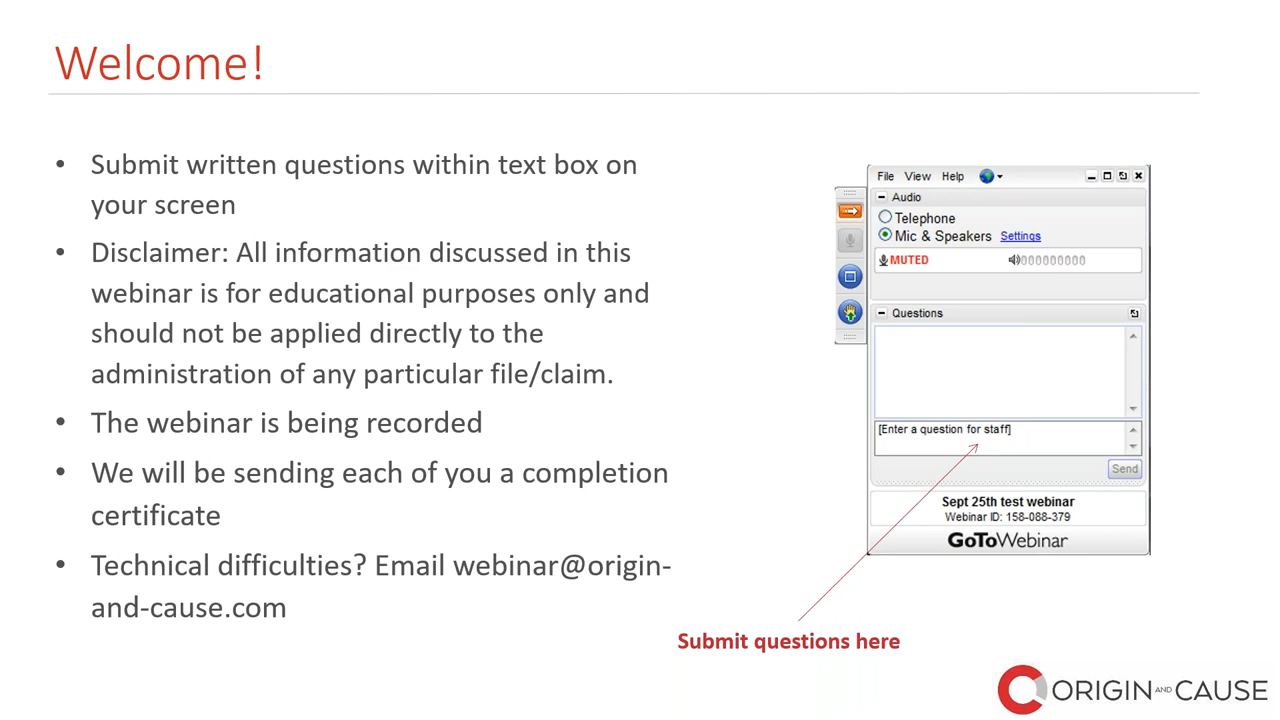 Welcome!
• Submit written questions within text box on
your screen
• Disclaimer: All information discussed in this
webinar is for educational purposes only and
should not be applied directly to the
administration of any particular file/claim.
• The webinar is being recorded
• We will be sending each of you a completion
certificate
• Technical difficulties? Email webinar@origin-
and-cause.com
File View Help
Audio
Telephone
Mic & Speakers Settings
MUTED 000000000
Questions
[Enter a question for staff]
Send
Sept 25th test webinar
Webinar ID: 158-088-379
GoToWebinar
Submit questions here
ORIGIN AND CAUSE